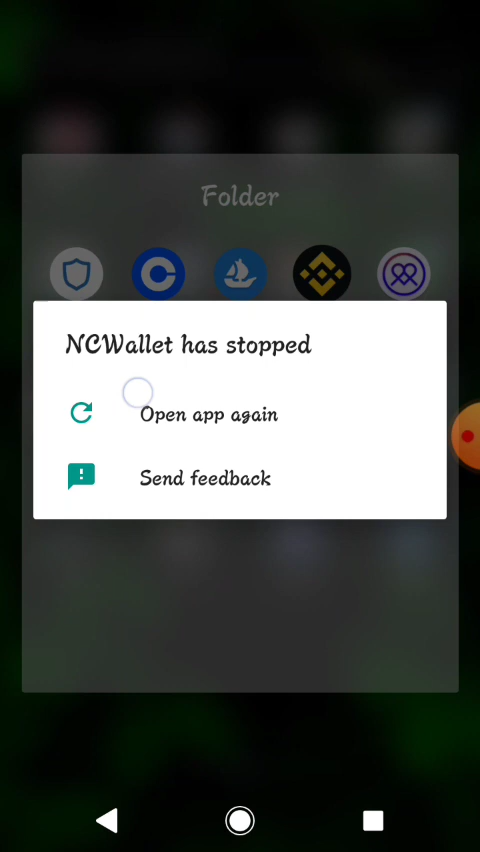 Folder
NCWallet has stopped
Open app again
Send feedback